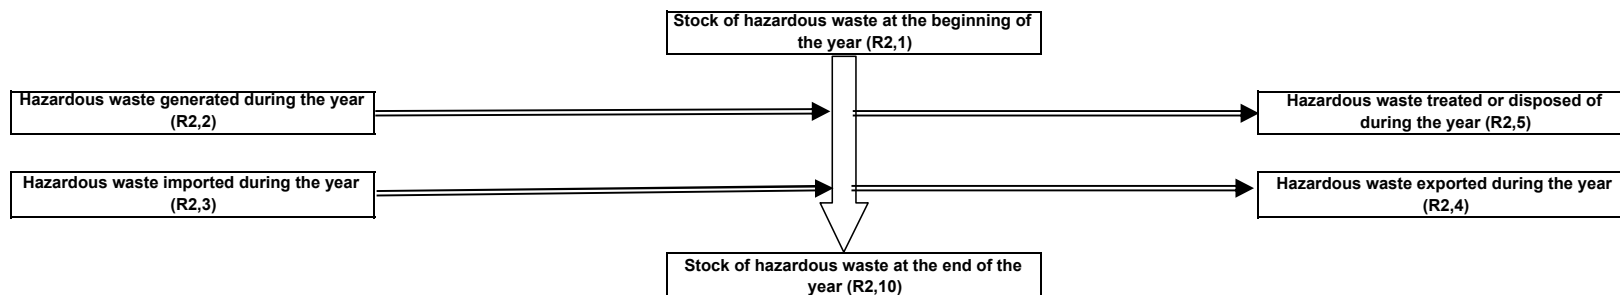 Stock of hazardous waste at the beginning of
the year (R2,1)
Hazardous waste generated during the year
(R2,2)
Hazardous waste treated or disposed of
during the year (R2,5)
Hazardous waste imported during the year
(R2,3)
Hazardous waste exported during the year
(R2,4)
Stock of hazardous waste at the end of the
year (R2,10)